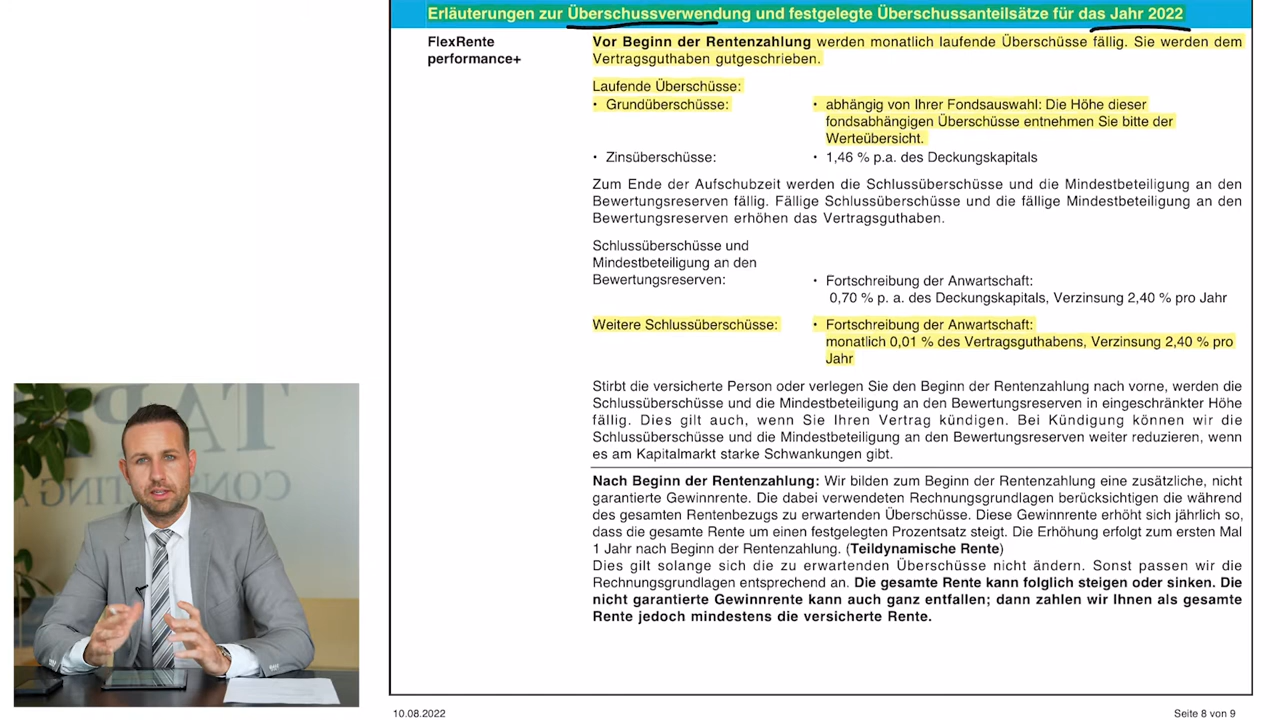 Erläuterungen zur Überschussverwendung und festgelegte Überschussanteilsätze für das Jahr 2022
FlexRente
performance+
Vor Beginn der Rentenzahlung werden monatlich laufende Überschüsse fällig. Sie werden dem
Vertragsguthaben gutgeschrieben.
Laufende Überschüsse:
• Grundüberschüsse:
• abhängig von Ihrer Fondsauswahl: Die Höhe dieser
fondsabhängigen Überschüsse entnehmen Sie bitte der
Werteübersicht.
• Zinsüberschüsse:
• 1,46 % p.a. des Deckungskapitals
Zum Ende der Aufschubzeit werden die Schlussüberschüsse und die Mindestbeteiligung an den
Bewertungsreserven fällig. Fällige Schlussüberschüsse und die fällige Mindestbeteiligung an den
Bewertungsreserven erhöhen das Vertragsguthaben.
Schlussüberschüsse und
Mindestbeteiligung an den
Bewertungsreserven:
• Fortschreibung der Anwartschaft:
0,70 % p. a. des Deckungskapitals, Verzinsung 2,40 % pro Jahr
Weitere Schlussüberschüsse:
• Fortschreibung der Anwartschaft:
monatlich 0,01 % des Vertragsguthabens, Verzinsung 2,40 % pro
Jahr
Stirbt die versicherte Person oder verlegen Sie den Beginn der Rentenzahlung nach vorne, werden die
Schlussüberschüsse und die Mindestbeteiligung an den Bewertungsreserven in eingeschränkter Höhe
fällig. Dies gilt auch, wenn Sie Ihren Vertrag kündigen. Bei Kündigung können wir die
Schlussüberschüsse und die Mindestbeteiligung an den Bewertungsreserven weiter reduzieren, wenn
es am Kapitalmarkt starke Schwankungen gibt.
Nach Beginn der Rentenzahlung: Wir bilden zum Beginn der Rentenzahlung eine zusätzliche, nicht
garantierte Gewinnrente. Die dabei verwendeten Rechnungsgrundlagen berücksichtigen die während
des gesamten Rentenbezugs zu erwartenden Überschüsse. Diese Gewinnrente erhöht sich jährlich so,
dass die gesamte Rente um einen festgelegten Prozentsatz steigt. Die Erhöhung erfolgt zum ersten Mal
1 Jahr nach Beginn der Rentenzahlung. (Teildynamische Rente)
Dies gilt solange sich die zu erwartenden Überschüsse nicht ändern. Sonst passen wir die
Rechnungsgrundlagen entsprechend an. Die gesamte Rente kann folglich steigen oder sinken. Die
nicht garantierte Gewinnrente kann auch ganz entfallen; dann zahlen wir Ihnen als gesamte
Rente jedoch mindestens die versicherte Rente.
10.08.2022
Seite 8 von 9